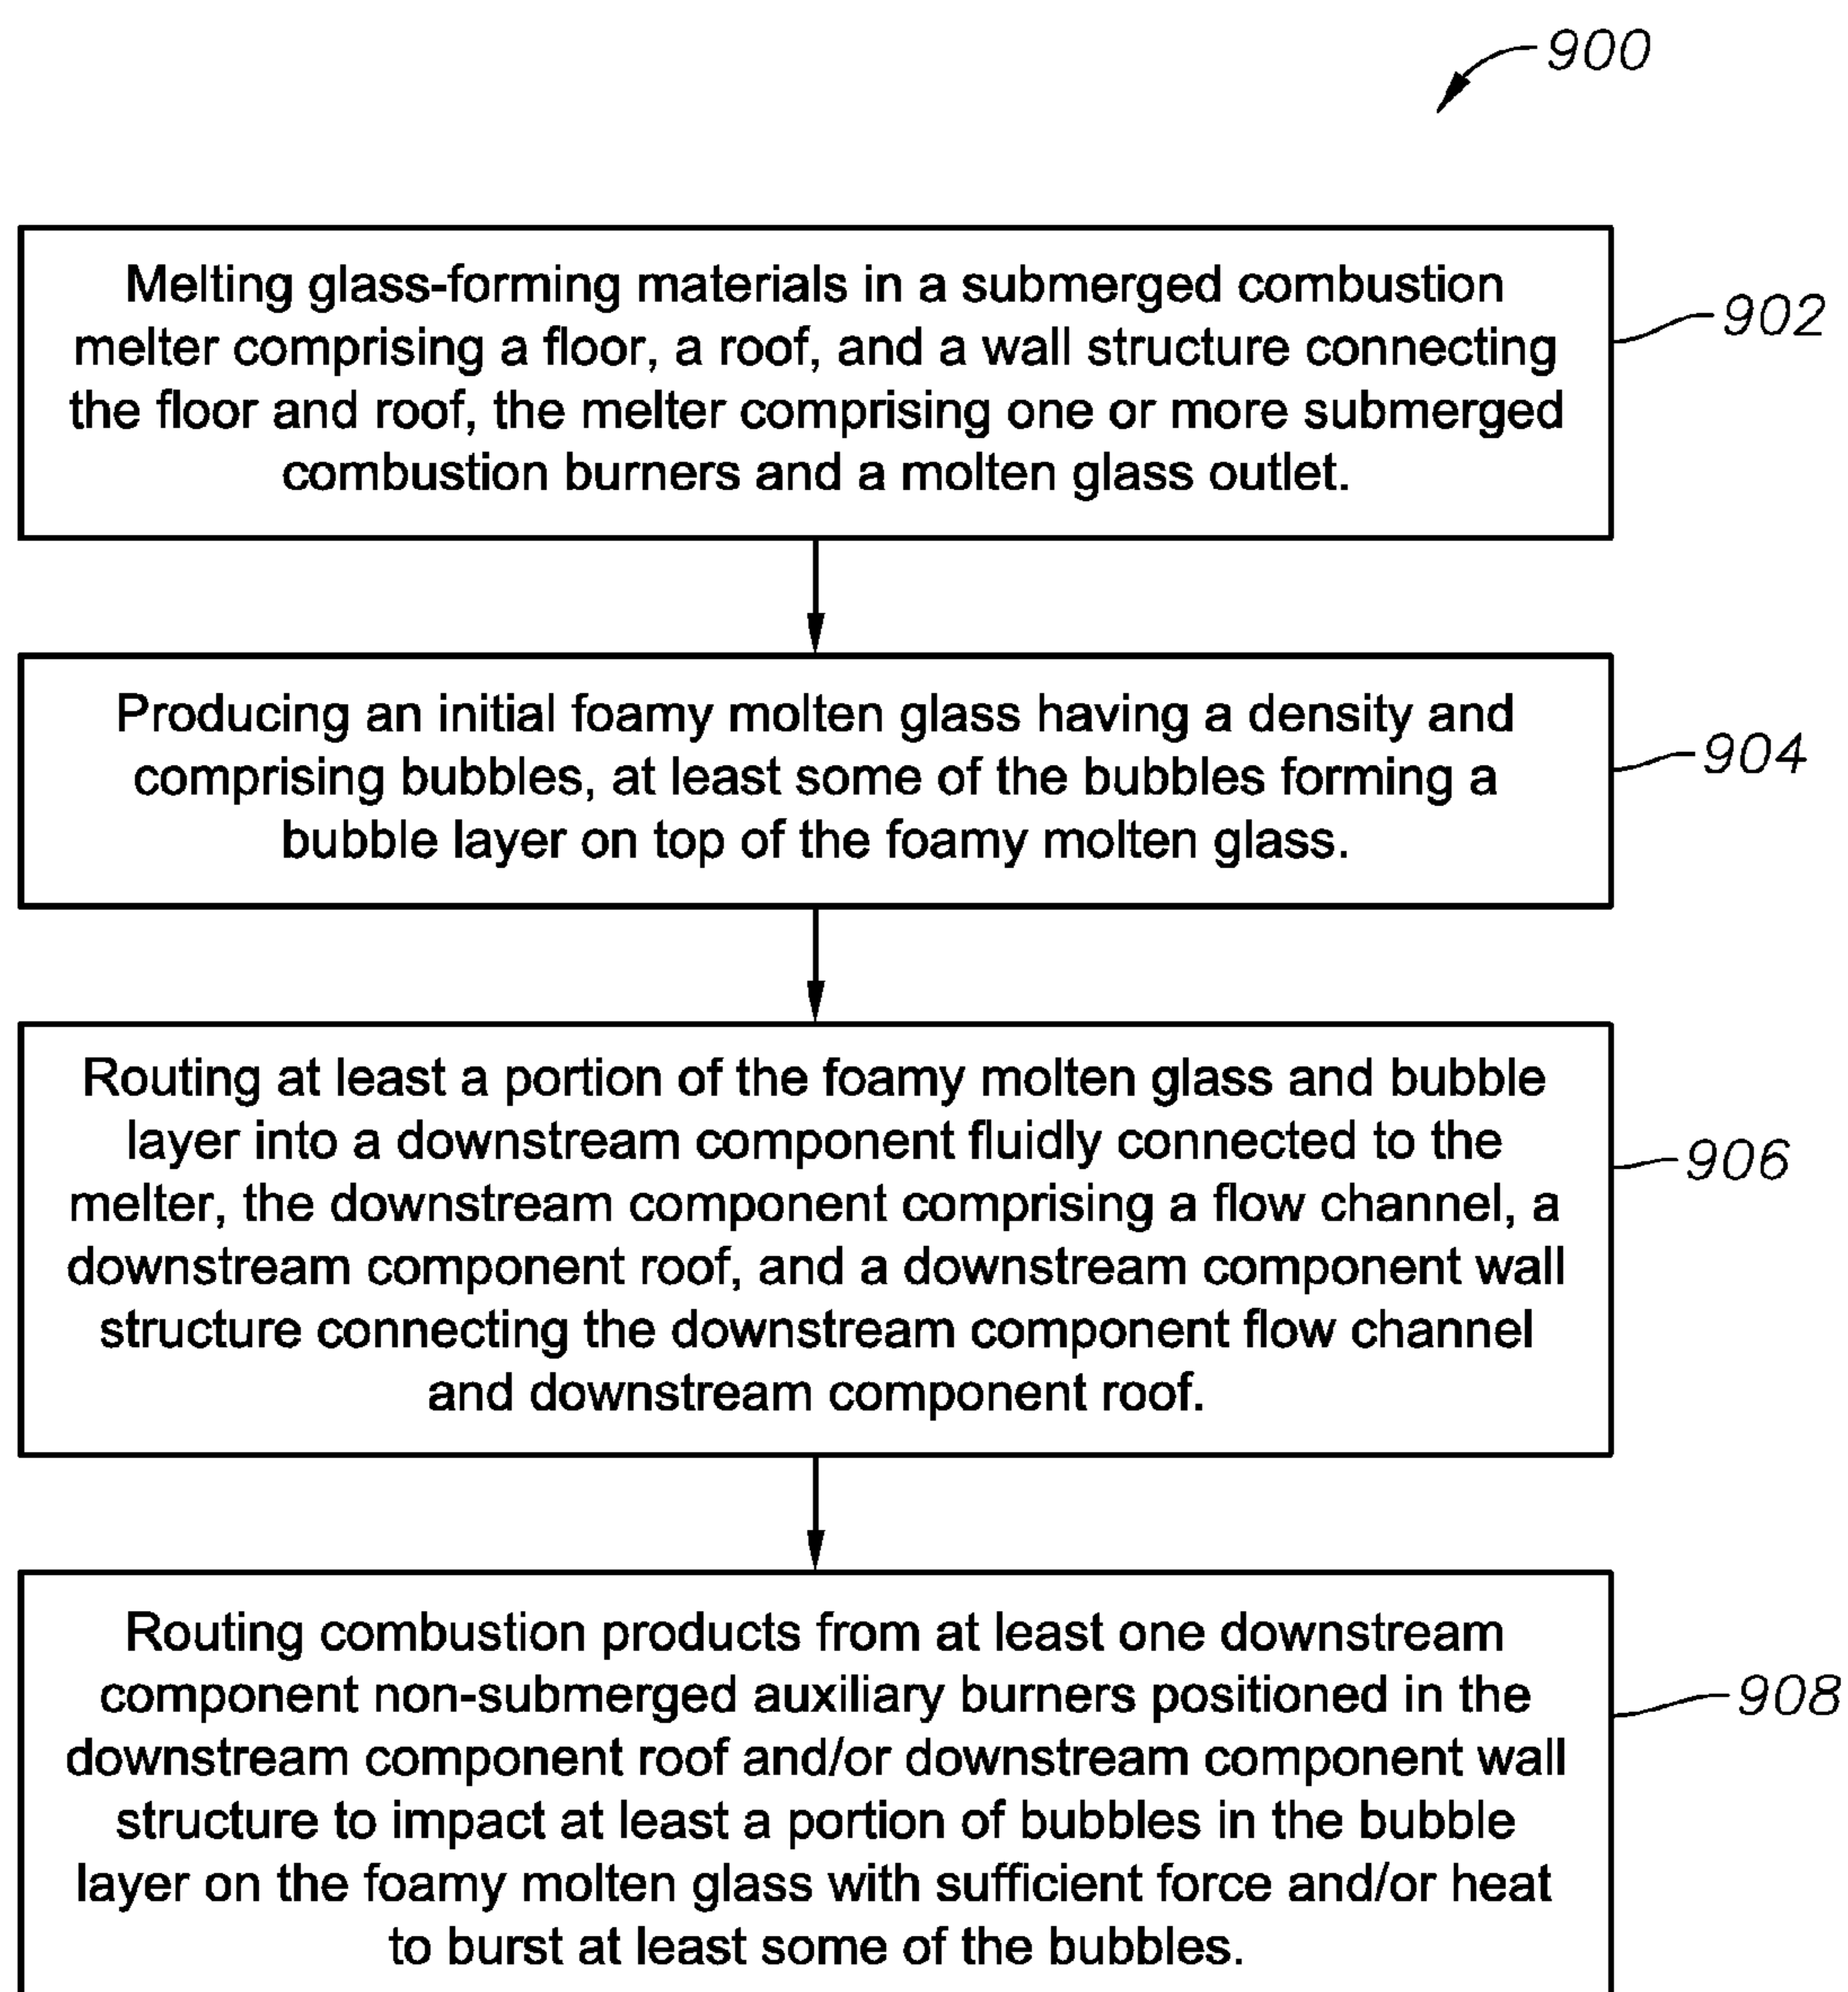 900
Melting glass-forming materials in a submerged combustion
melter comprising a floor, a roof, and a wall structure connecting
the floor and roof, the melter comprising one or more submerged
combustion burners and a molten glass outlet.
902
Producing an initial foamy molten glass having a density and
comprising bubbles, at least some of the bubbles forming a
bubble layer on top of the foamy molten glass.
904
Routing at least a portion of the foamy molten glass and bubble
layer into a downstream component fluidly connected to the
melter, the downstream component comprising a flow channel, a
downstream component roof, and a downstream component wall
structure connecting the downstream component flow channel
and downstream component roof.
906
Routing combustion products from at least one downstream
component non-submerged auxiliary burners positioned in the
downstream component roof and/or downstream component wall
structure to impact at least a portion of bubbles in the bubble
layer on the foamy molten glass with sufficient force and/or heat
to burst at least some of the bubbles.
908